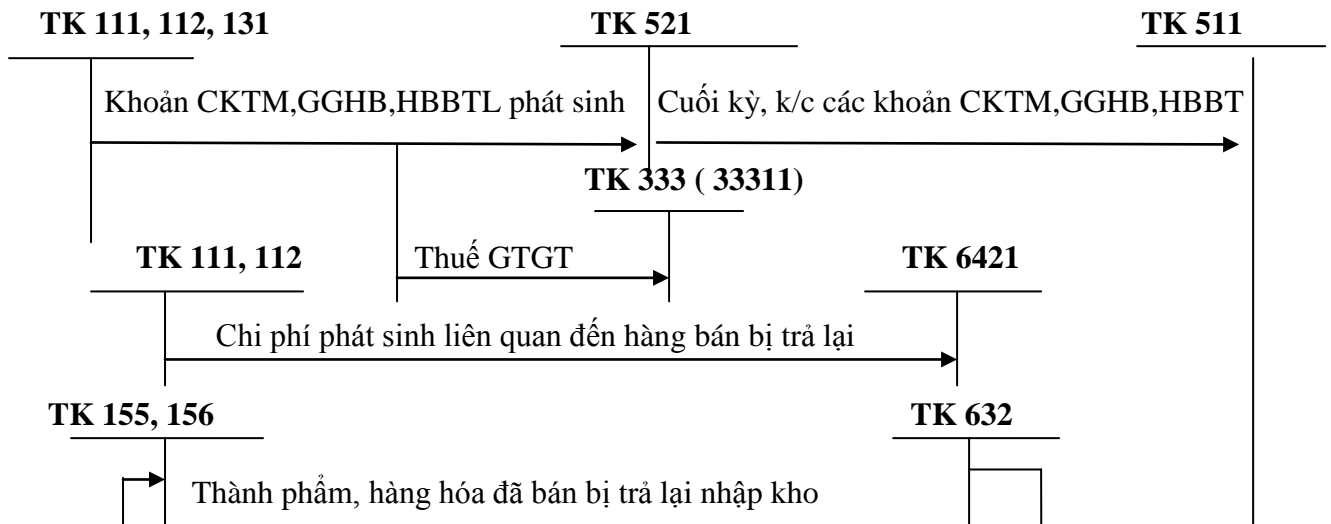 TK 111, 112, 131 TK 521 TK 511
Khoản CKTM,GGHB,HBBTL phát sinh Cuối kỳ, k/c các khoản CKTM,GGHB,HBBT
TK 333 ( 33311)
TK 111, 112 Thuế GTGT TK 6421
Chi phí phát sinh liên quan đến hàng bán bị trả lại
TK 155, 156 TK 632
Thành phẩm, hàng hóa đã bán bị trả lại nhập kho